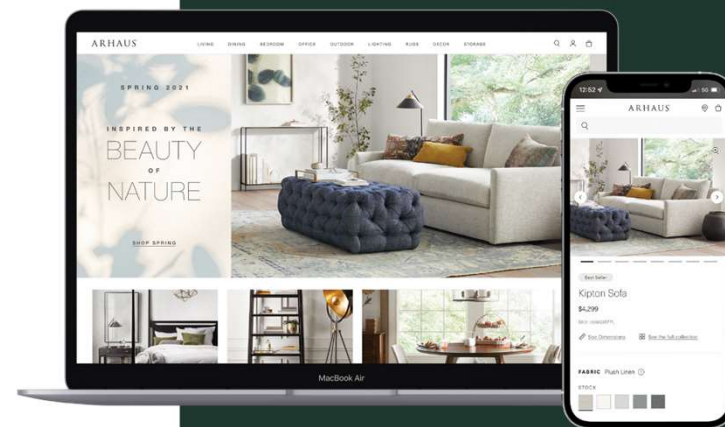 ARHAUS
LIVING DINING BEDROOM OFFICE OUTDOOR LIGHTING RUGS DECOR STORAGE
SPRING 2021
INSPIRED BY THE
BEAUTY
OF
NATURE
SHOP SPRING
MacBook Air
12:52
5G
ARHAUS
Best Seller
Kipton Sofa
$4,299
See Dimensions See the full collection
FABRIC Plush Linen
STOCK